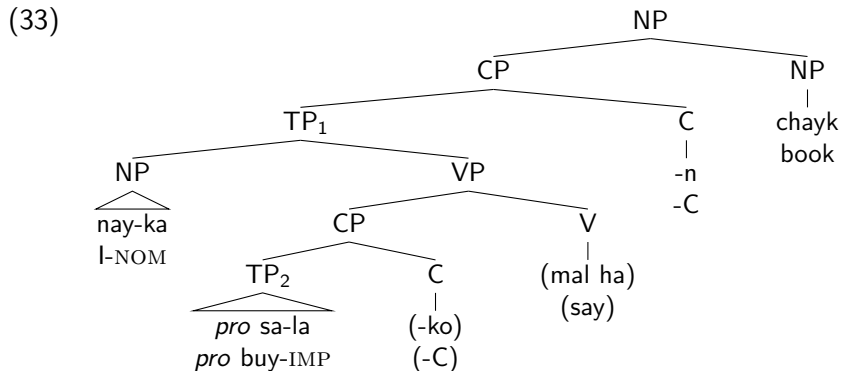 (33) NP
CP NP
TP₁ C chayk
book
NP VP -n
-C
nay-ka CP V
I-NOM
TP₂ C (mal ha)
(say)
pro sa-la (-ko)
pro buy-IMP (-C)